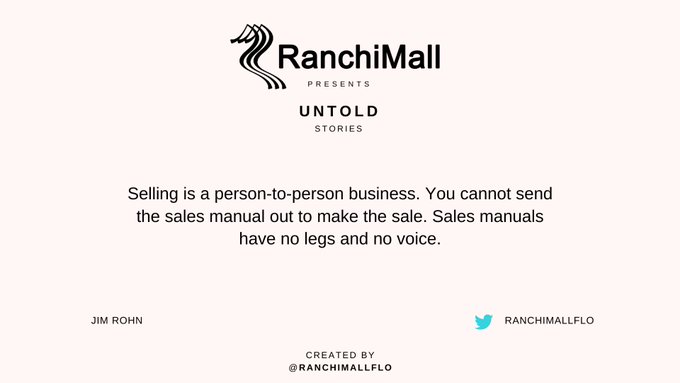 RanchiMall
PRESENTS
UNTOLD
STORIES
Selling is a person-to-person business. You cannot send
the sales manual out to make the sale. Sales manuals
have no legs and no voice.
JIM ROHN
RANCHIMALLFLO
CREATED BY
@RANCHIMALLFLO